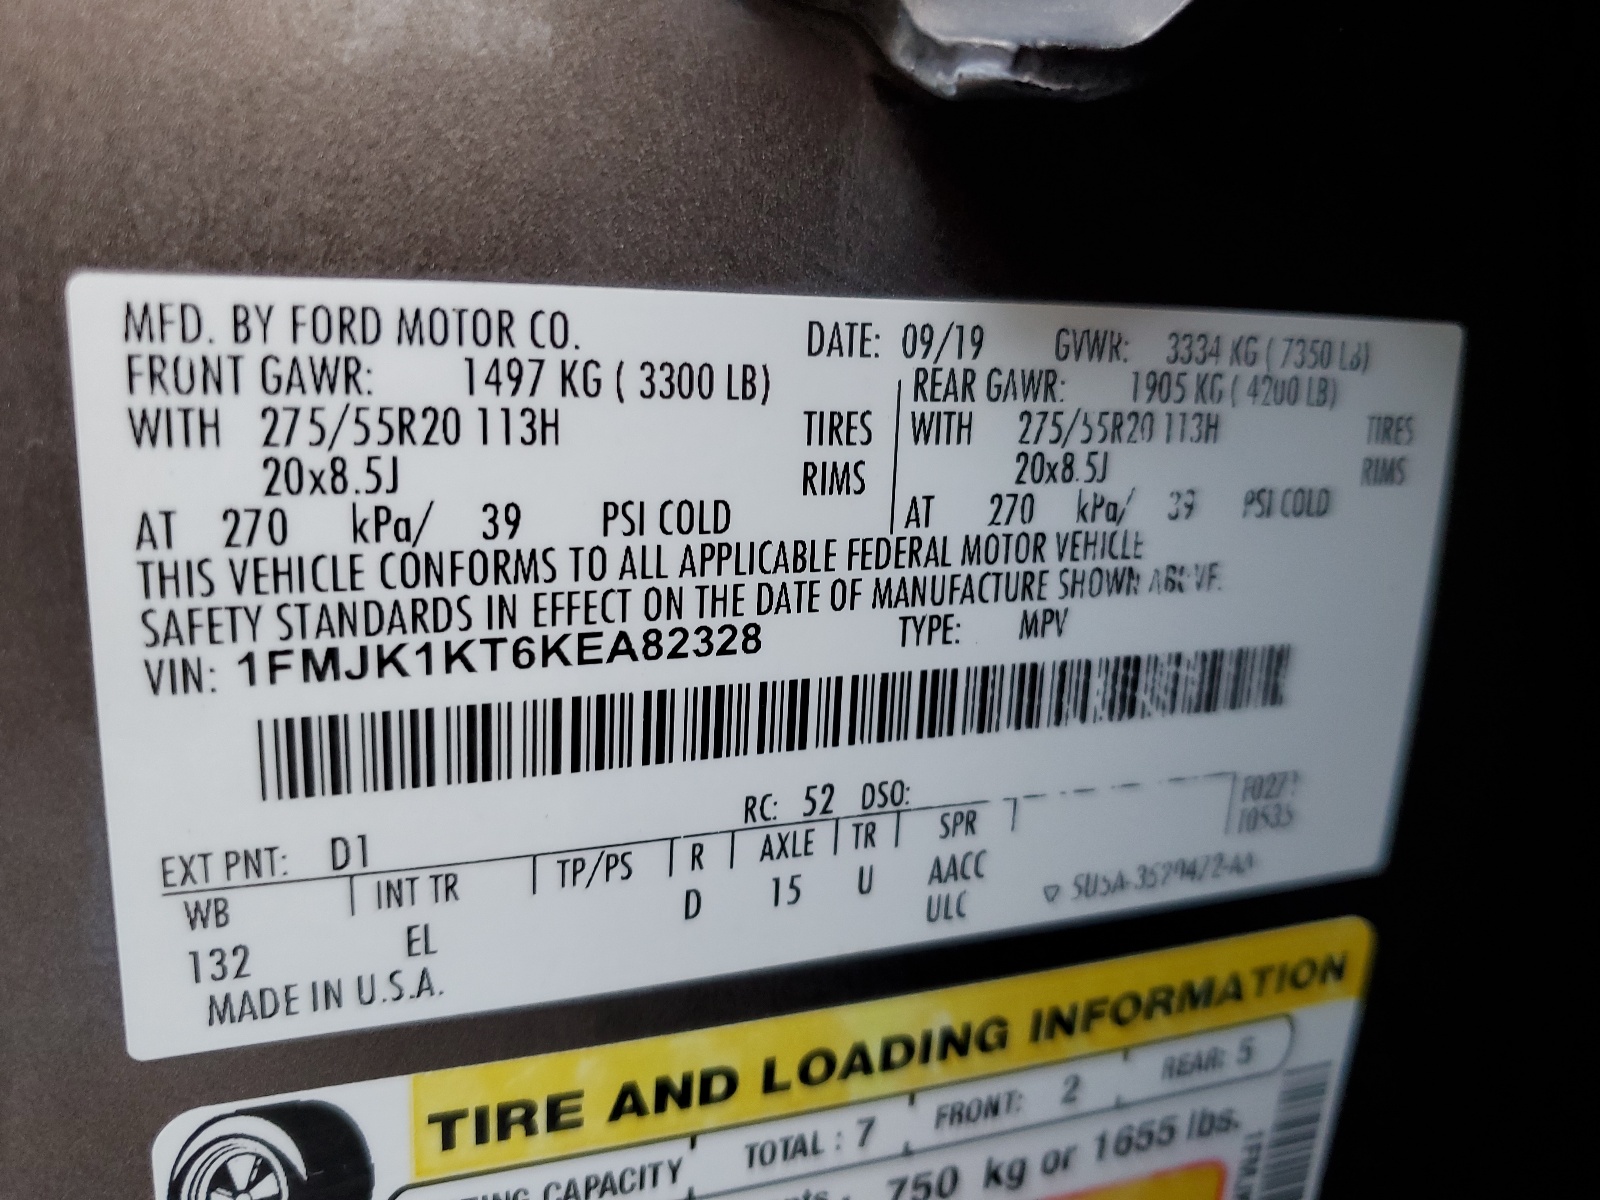 MFD. BY FORD MOTOR CO. DATE: 09/19 GVWR: 3334 KG ( 7350 LB)
FRONT GAWR: 1497 KG ( 3300 LB) REAR GAWR: 1905 KG ( 4200 LB)
WITH 275/55R20 113H TIRES WITH 275/55R20 113H TIRES
20x8.5J RIMS 20x8.5J RIMS
AT 270 kPa/ 39 PSI COLD AT 270 kPa/ 39 PSI COLD
THIS VEHICLE CONFORMS TO ALL APPLICABLE FEDERAL MOTOR VEHICLE
SAFETY STANDARDS IN EFFECT ON THE DATE OF MANUFACTURE SHOWN ABOVE.
VIN: 1FMJK1KT6KEA82328 TYPE: MPV
EXT PNT: D1 RC: 52 DSO:
WB INT TR TP/PS R AXLE TR SPR
132 EL D 15 U AACC
ULC
MADE IN U.S.A.
TIRE AND LOADING INFORMATION
CAPACITY TOTAL : 7 FRONT: 2 REAR: 5
750 kg or 1655 lbs.